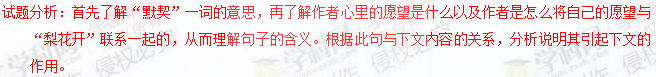 试题分析：首先了解“默契”一词的意思，再了解作者心里的愿望是什么以及作者是怎么将自己的愿望与
“梨花开”联系一起的，从而理解句子的含义。根据此句与下文内容的关系，分析说明其引起下文的
作用。